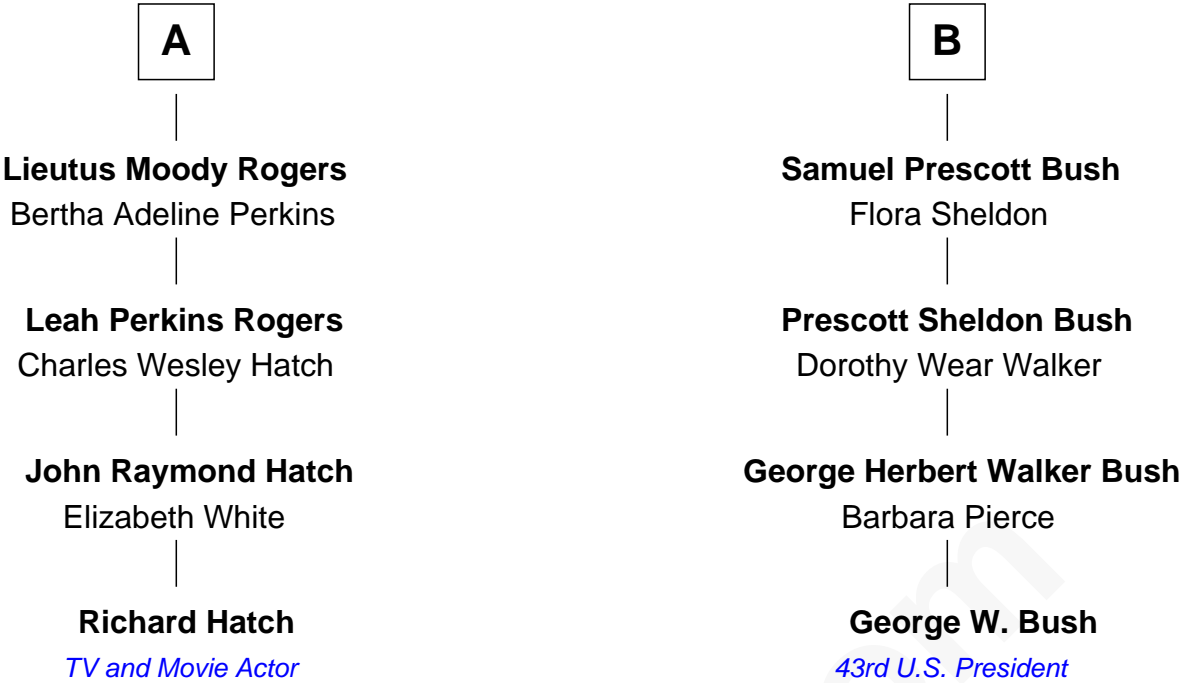 A
Lieutus Moody Rogers
Bertha Adeline Perkins
Leah Perkins Rogers
Charles Wesley Hatch
John Raymond Hatch
Elizabeth White
Richard Hatch
TV and Movie Actor
B
Samuel Prescott Bush
Flora Sheldon
Prescott Sheldon Bush
Dorothy Wear Walker
George Herbert Walker Bush
Barbara Pierce
George W. Bush
43rd U.S. President